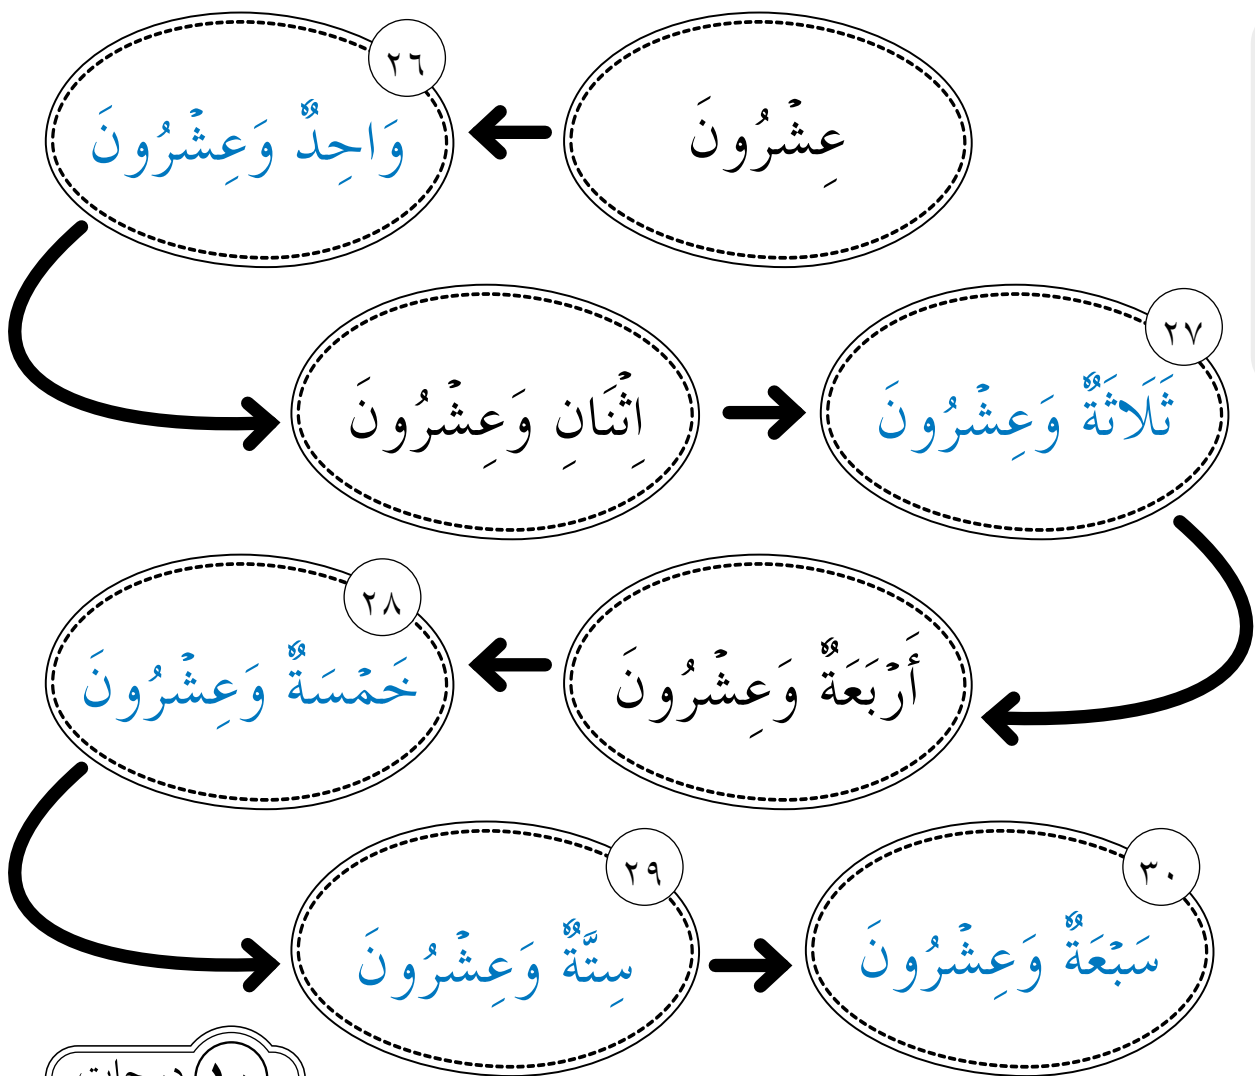 عِشْرُونَ
٢٦
وَاحِدٌ وَعِشْرُونَ
اِثْنَانِ وَعِشْرُونَ
٢٧
ثَلَاثَةٌ وَعِشْرُونَ
أَرْبَعَةٌ وَعِشْرُونَ
٢٨
خَمْسَةٌ وَعِشْرُونَ
٢٩
سِتَّةٌ وَعِشْرُونَ
٣٠
سَبْعَةٌ وَعِشْرُونَ